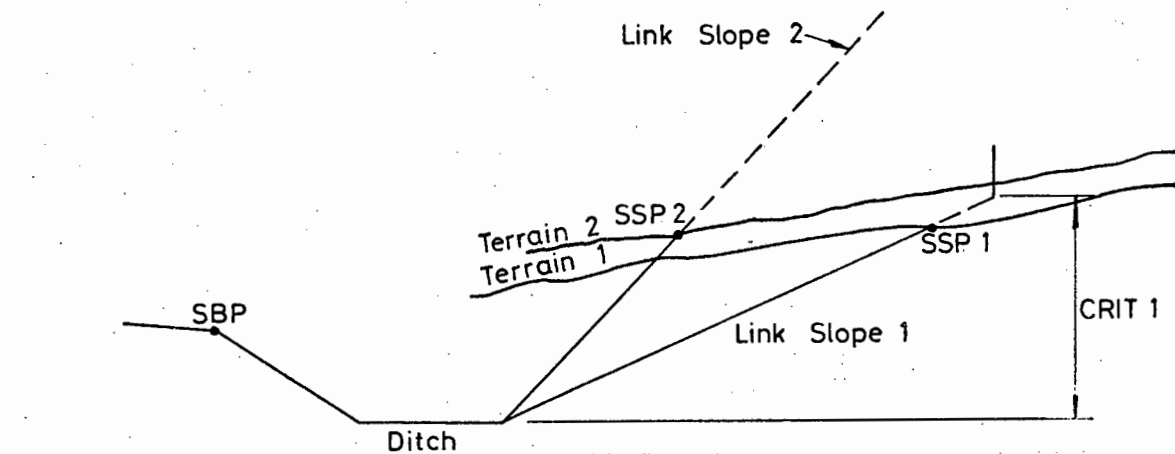 Link Slope 2
SSP 2
Terrain 2
Terrain 1
SSP 1
SBP
CRIT 1
Link Slope 1
Ditch